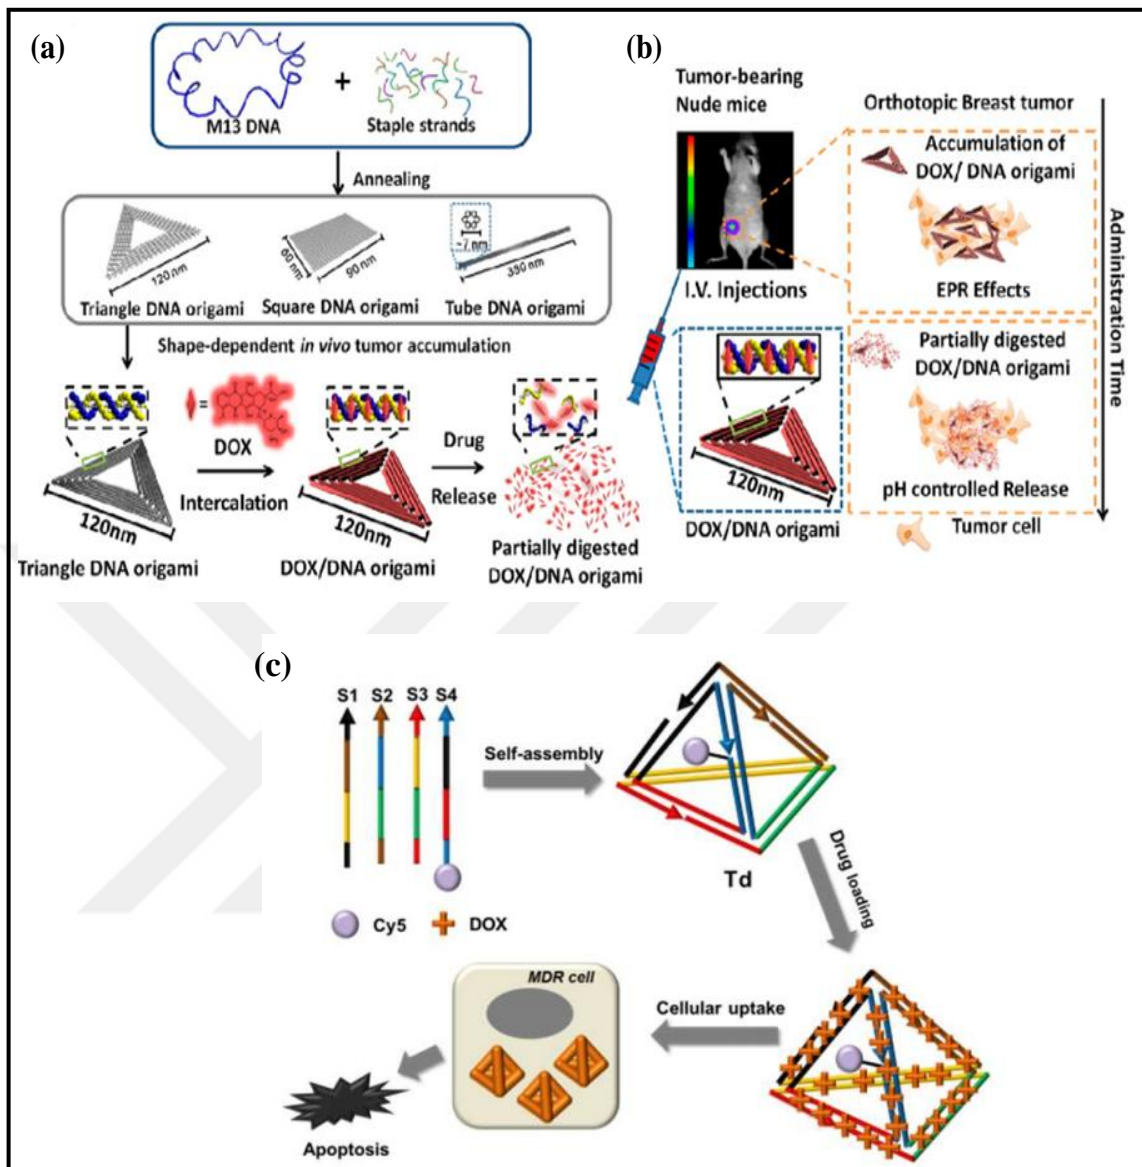 (a)
M13 DNA
+
Staple strands
Annealing
120 nm
60 nm
90 nm
~7 nm
380 nm
Triangle DNA origami
Square DNA origami
Tube DNA origami
Shape-dependent in vivo tumor accumulation
=
DOX
Intercalation
Drug
Release
120nm
120nm
Triangle DNA origami
DOX/DNA origami
Partially digested
DOX/DNA origami
(b)
Tumor-bearing
Nude mice
I.V. Injections
120nm
DOX/DNA origami
Orthotopic Breast tumor
Accumulation of
DOX/ DNA origami
EPR Effects
Partially digested
DOX/DNA origami
pH controlled Release
Tumor cell
Administration Time
(c)
S1 S2 S3 S4
Self-assembly
Td
Cy5
DOX
Drug loading
MDR cell
Cellular uptake
Apoptosis